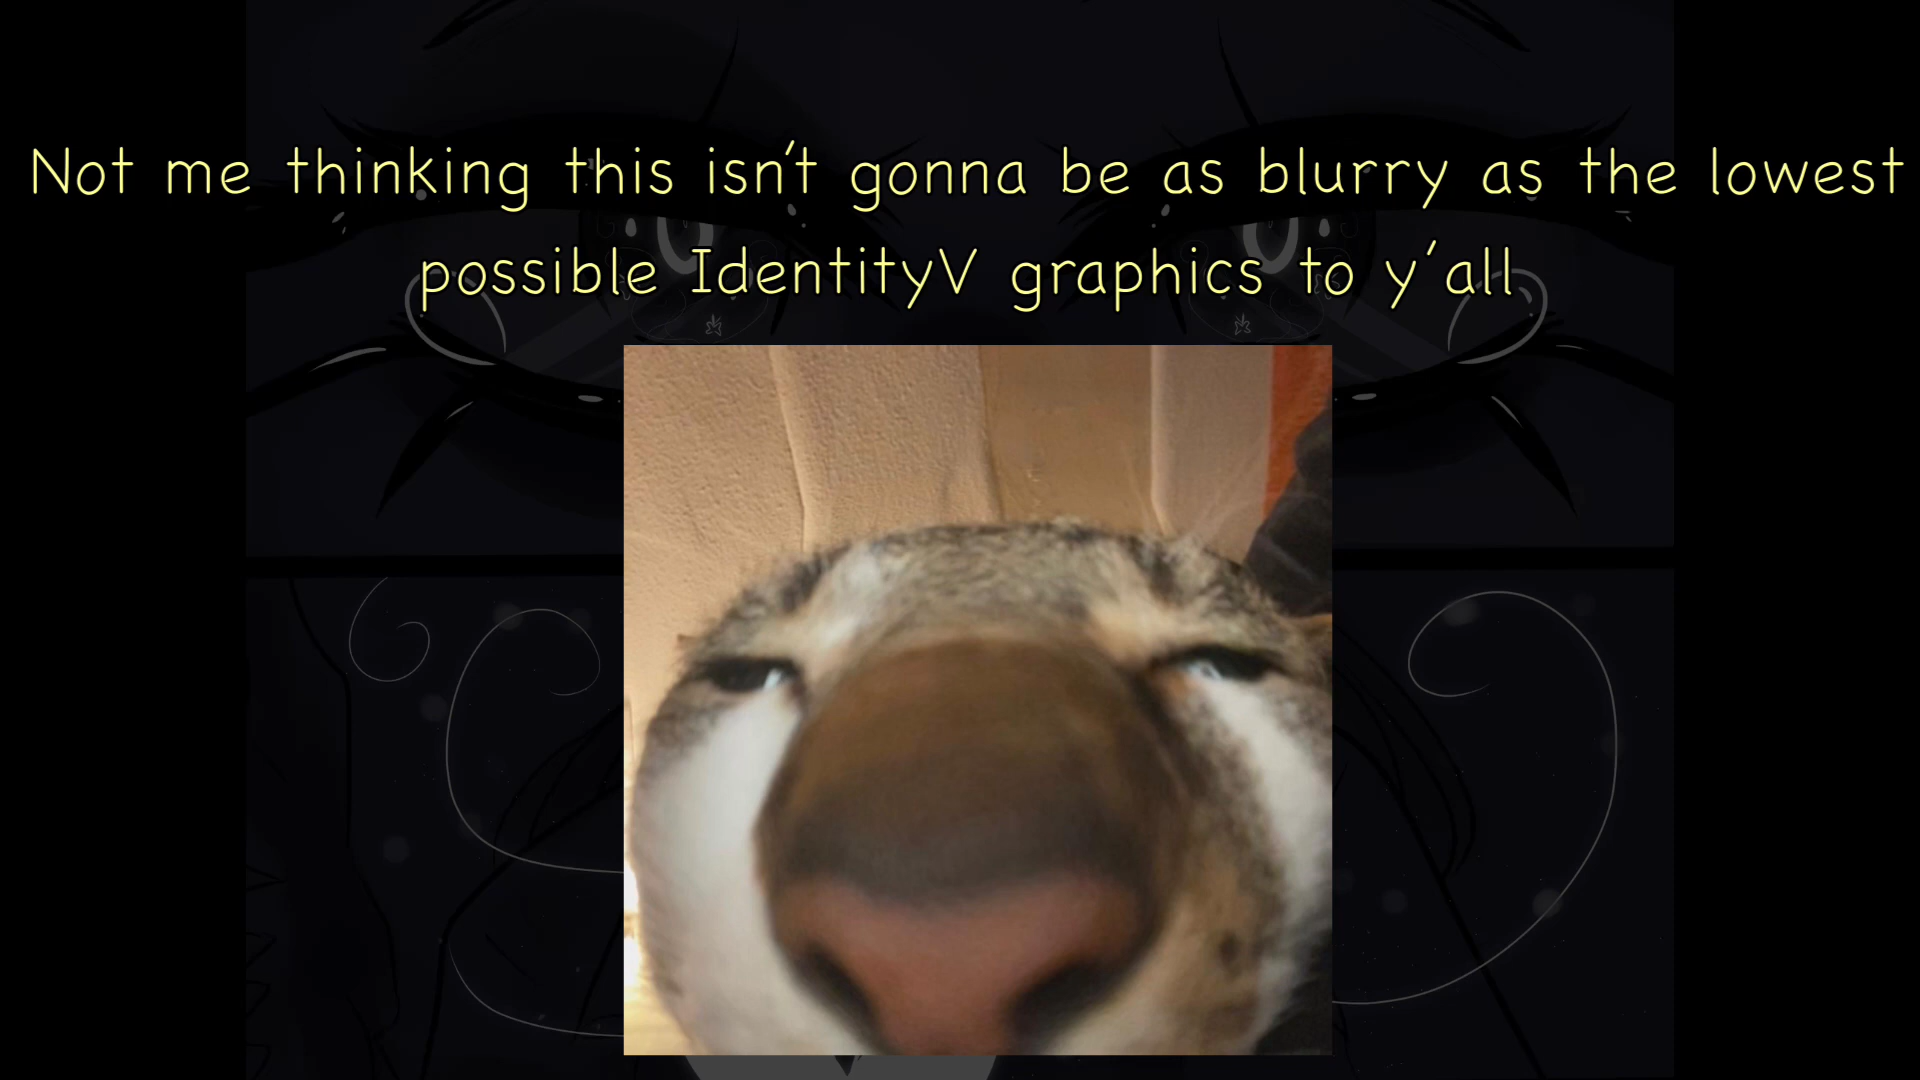 Not me thinking this isn't gonna be as blurry as the lowest
possible IdentityV graphics to y'all